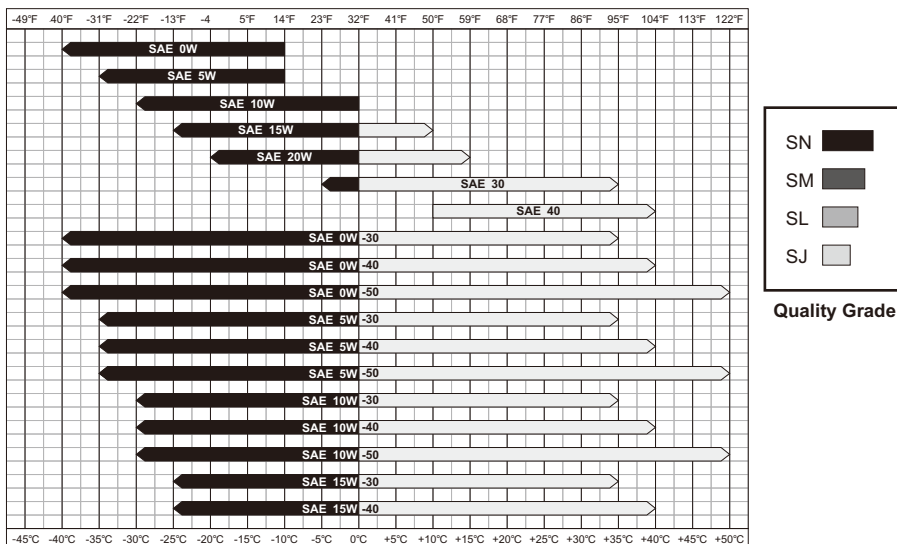 -49°F -40°F -31°F -22°F -13°F -4 5°F 14°F 23°F 32°F 41°F 50°F 59°F 68°F 77°F 86°F 95°F 104°F 113°F 122°F
SAE 0W
SAE 5W
SAE 10W
SAE 15W
SAE 20W
SAE 30
SAE 40
SAE 0W -30
SAE 0W -40
SAE 0W -50
SAE 5W -30
SAE 5W -40
SAE 5W -50
SAE 10W -30
SAE 10W -40
SAE 10W -50
SAE 15W -30
SAE 15W -40
-45°C -40°C -35°C -30°C -25°C -20°C -15°C -10°C -5°C 0°C +5°C +10°C +15°C +20°C +25°C +30°C +35°C +40°C +45°C +50°C
SN
SM
SL
SJ
Quality Grade